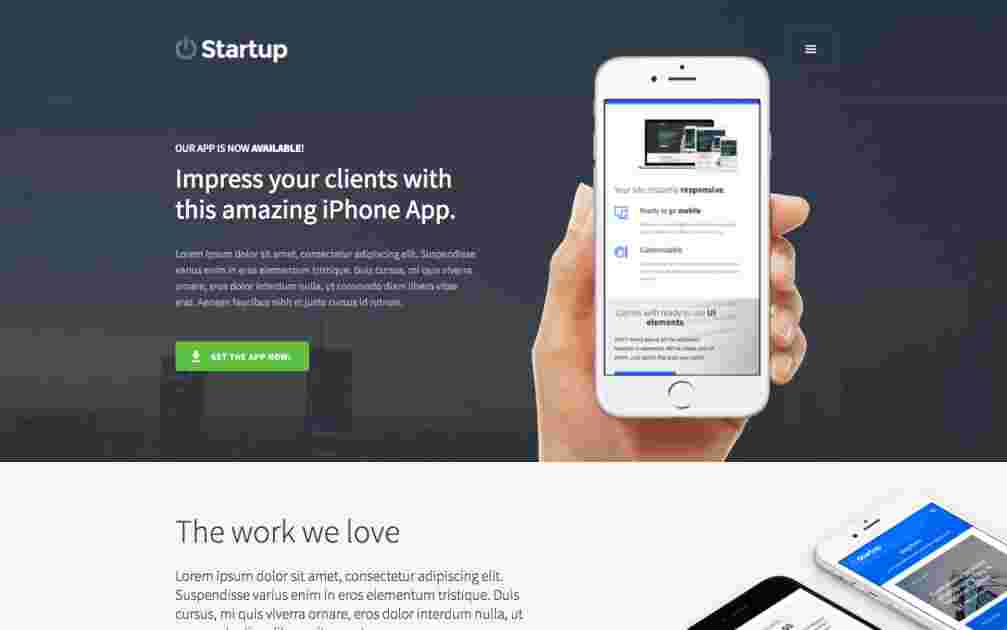 Startup
OUR APP IS NOW AVAILABLE!
Impress your clients with
this amazing iPhone App.
Lorem ipsum dolor sit amet, consectetur adipiscing elit. Suspendisse
varius enim in eros elementum tristique. Duis cursus, mi quis viverra
ornare, eros dolor interdum nulla, ut commodo diam libero vitae
erat. Aenean faucibus nibh et justo cursus id rutrum.
GET THE APP NOW!
Your site instantly responsive.
Ready to go mobile
Customizable
Comes with ready to use UI
elements
The work we love
Lorem ipsum dolor sit amet, consectetur adipiscing elit.
Suspendisse varius enim in eros elementum tristique. Duis
cursus, mi quis viverra ornare, eros dolor interdum nulla, ut
Startup